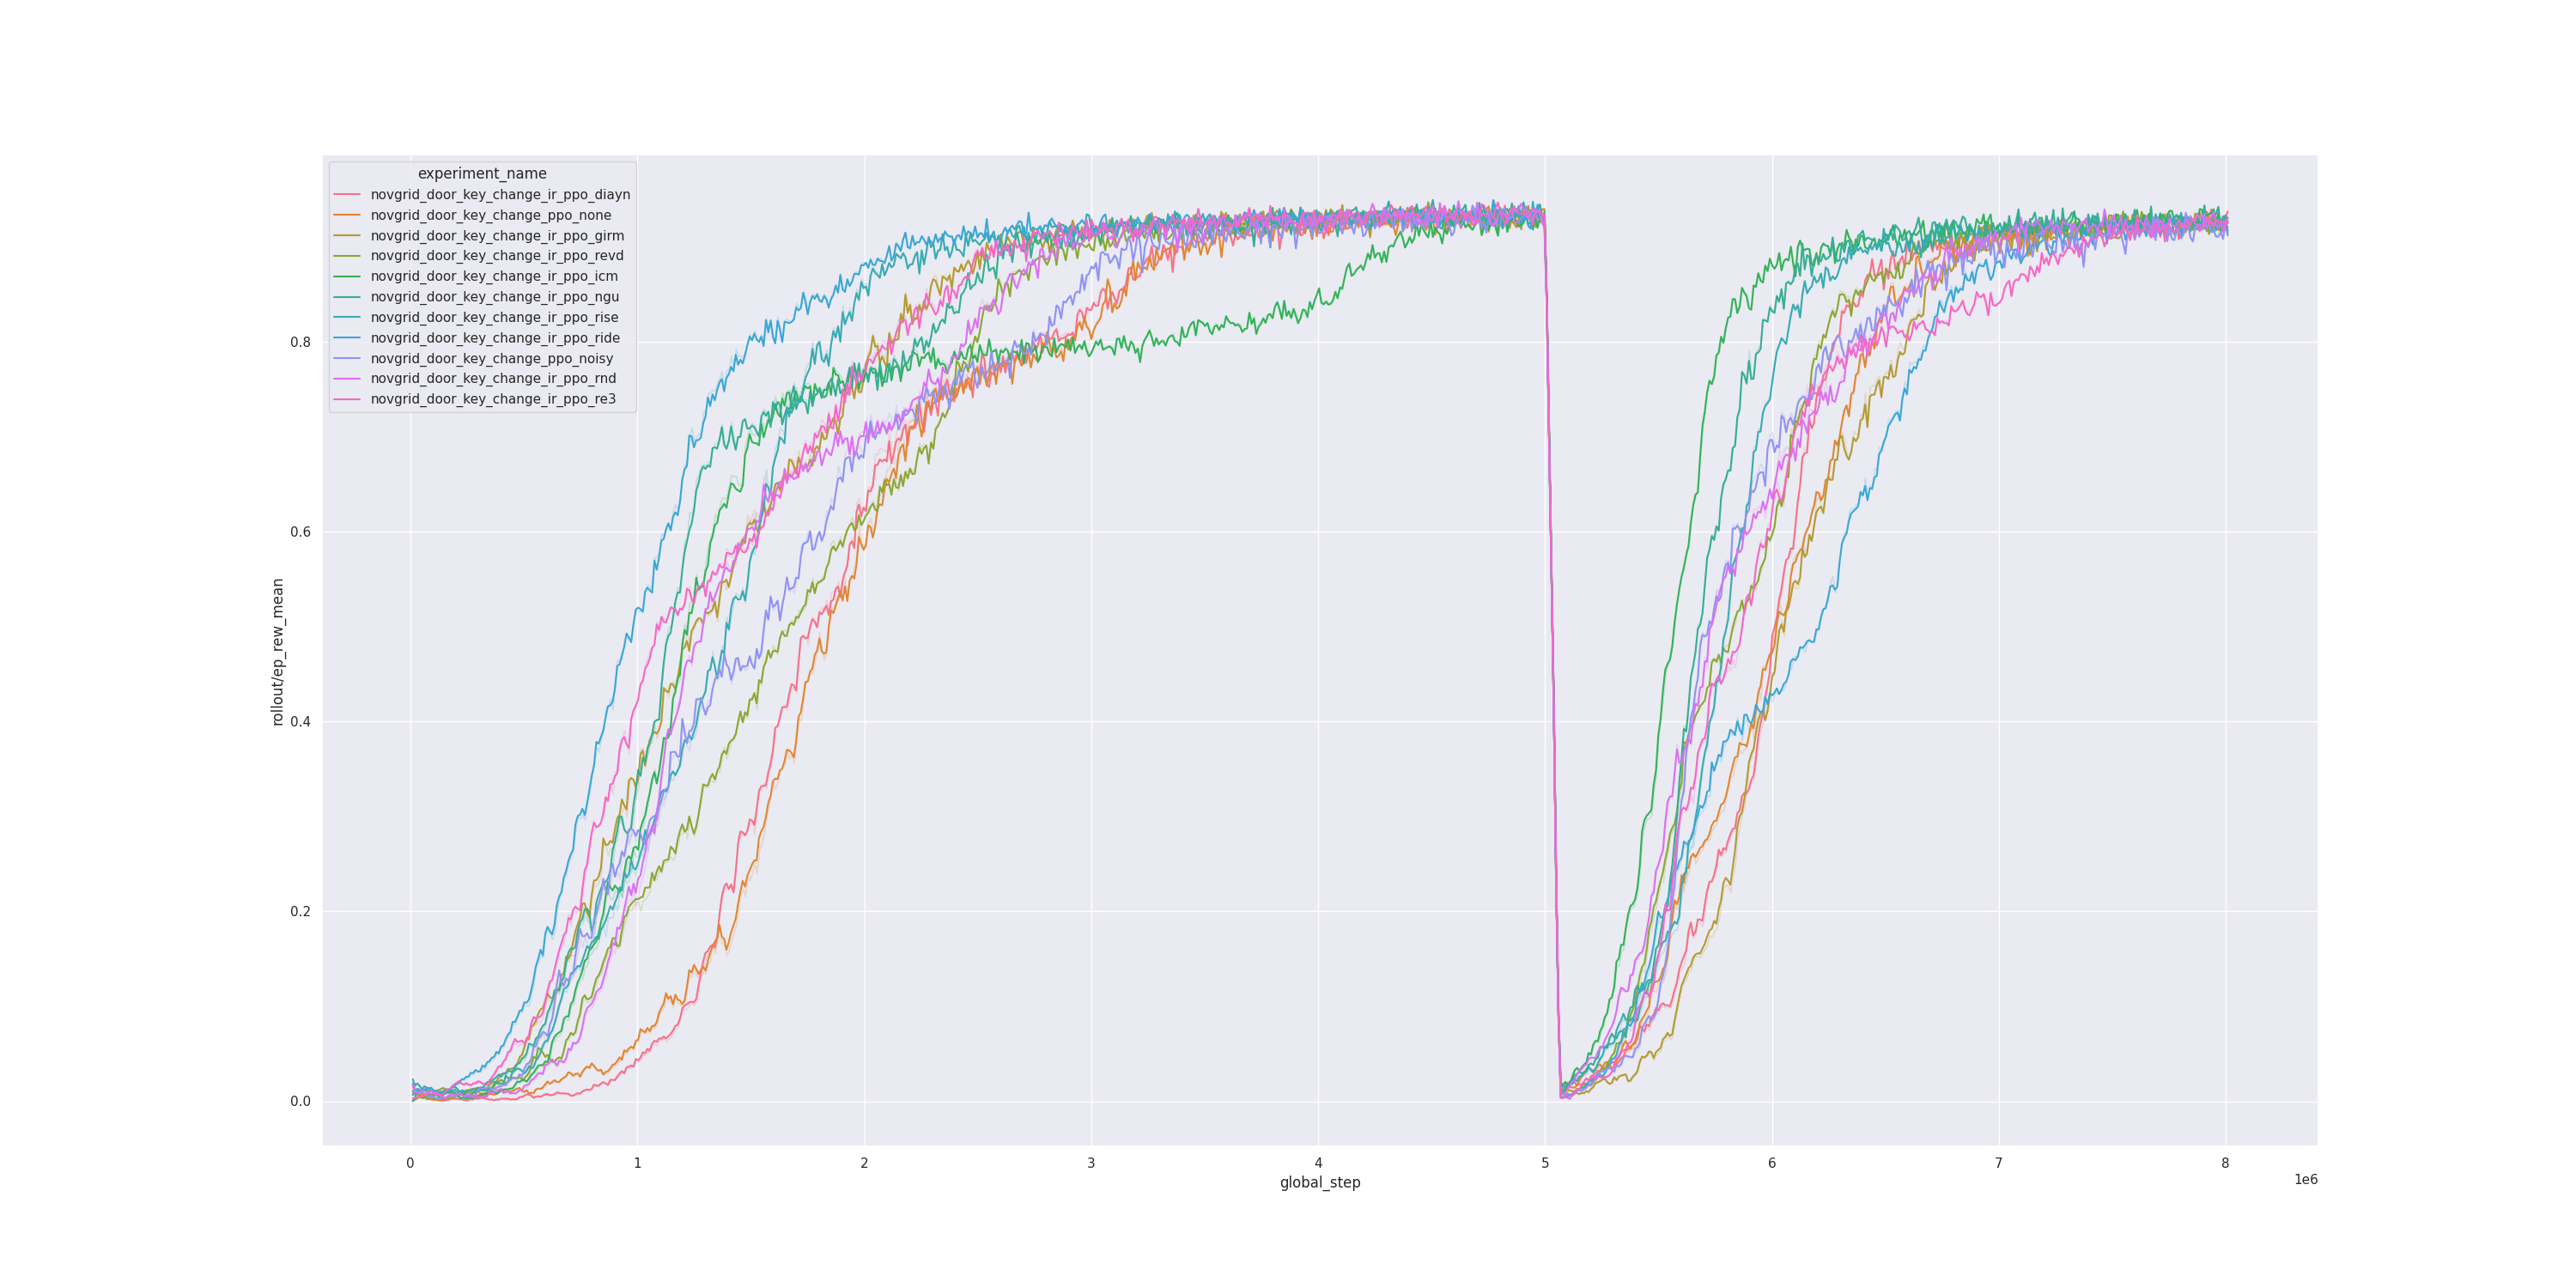 experiment_name
novgrid_door_key_change_ir_ppo_diayn
novgrid_door_key_change_ppo_none
novgrid_door_key_change_ir_ppo_girm
novgrid_door_key_change_ir_ppo_revd
novgrid_door_key_change_ir_ppo_icm
novgrid_door_key_change_ir_ppo_ngu
novgrid_door_key_change_ir_ppo_rise
novgrid_door_key_change_ir_ppo_ride
novgrid_door_key_change_ppo_noisy
novgrid_door_key_change_ir_ppo_rnd
novgrid_door_key_change_ir_ppo_re3
rollout/ep_rew_mean
0.8
0.6
0.4
0.2
0.0
0 1 2 3 4 5 6 7 8
global_step
1e6